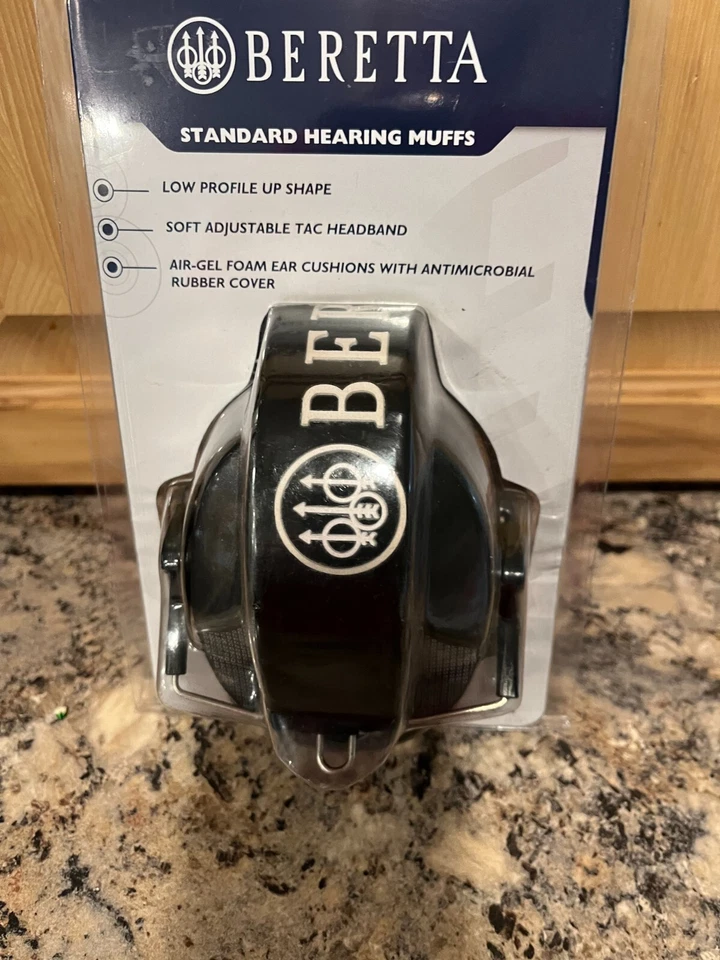 BERETTA
STANDARD HEARING MUFFS
LOW PROFILE UP SHAPE
SOFT ADJUSTABLE TAC HEADBAND
AIR-GEL FOAM EAR CUSHIONS WITH ANTIMICROBIAL
RUBBER COVER
BE